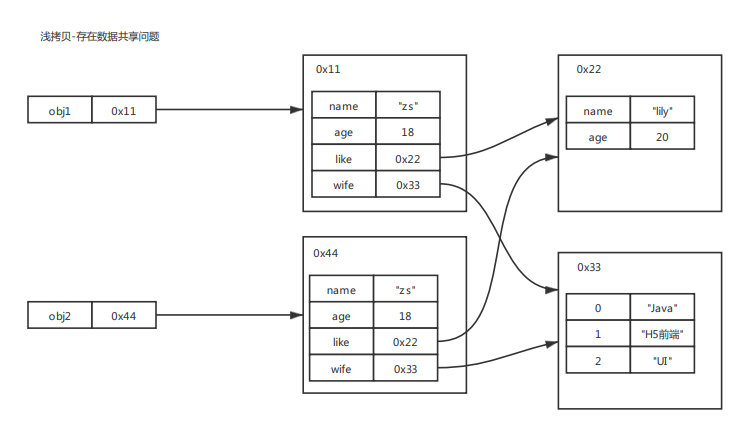 浅拷贝-存在数据共享问题
obj1 0x11
0x11
name "zs"
age 18
like 0x22
wife 0x33
0x22
name "lily"
age 20
obj2 0x44
0x44
name "zs"
age 18
like 0x22
wife 0x33
0x33
0 "Java"
1 "H5前端"
2 "UI"